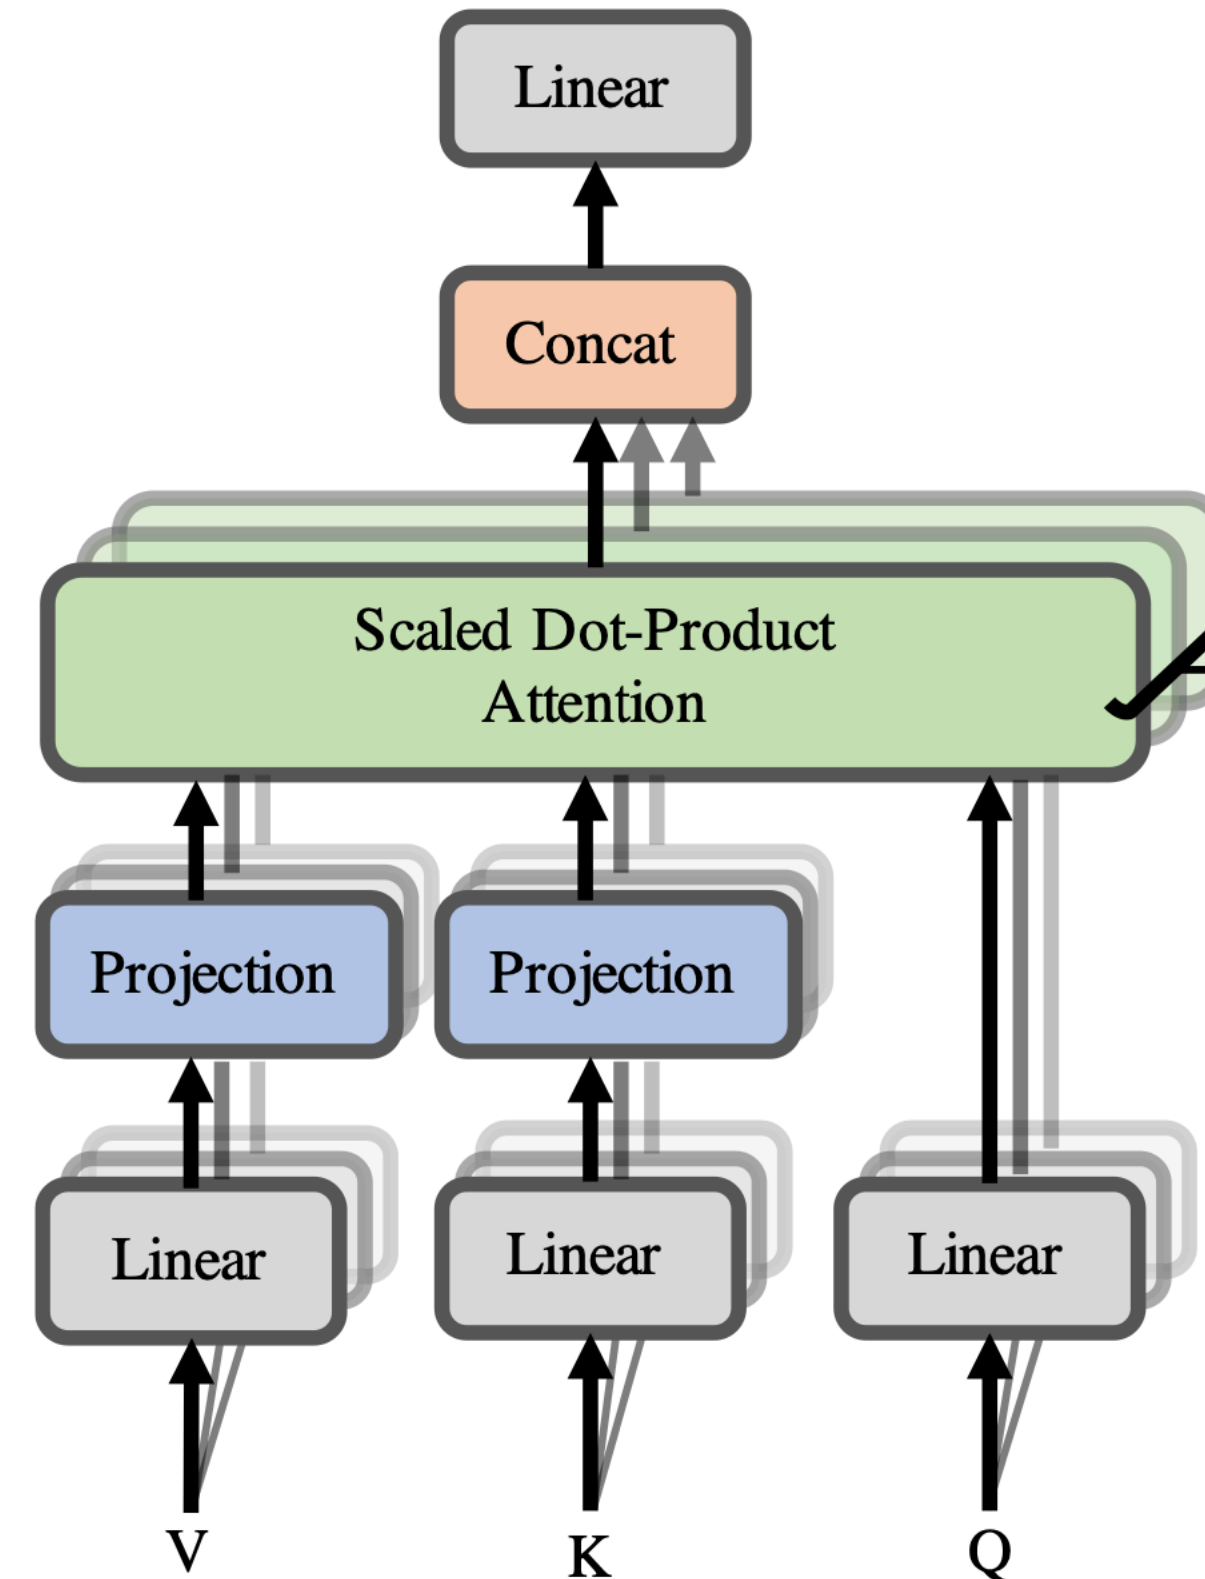 Linear
Concat
Scaled Dot-Product
Attention
Projection
Projection
Linear
Linear
Linear
V
K
Q